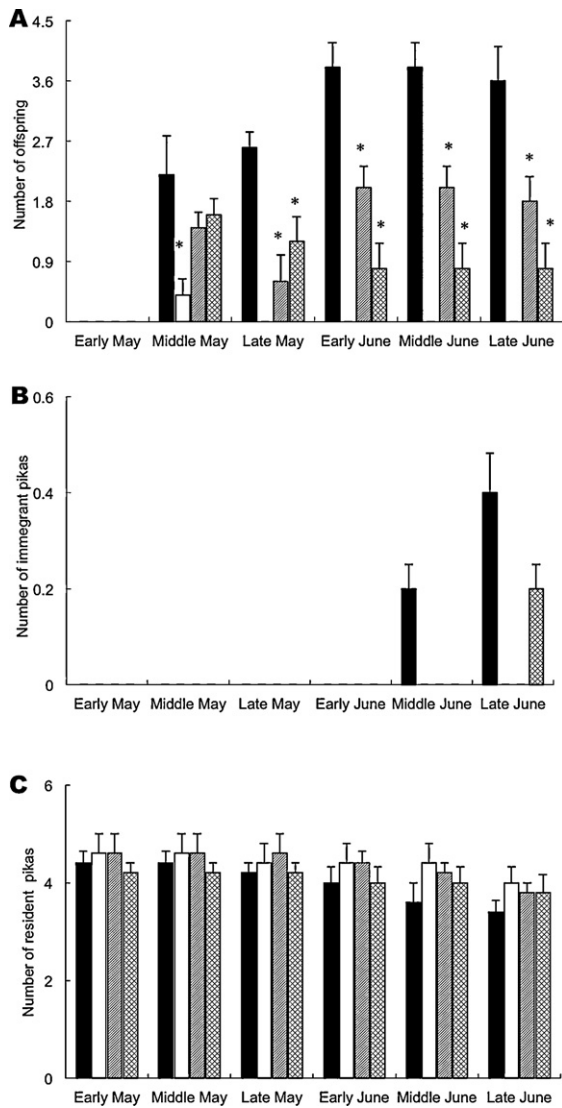 A
Number of offspring
4.5
3.6
2.7
1.8
0.9
0
* * * * * * * * *
Early May Middle May Late May Early June Middle June Late June
B
Number of immegrant pikas
0.6
0.4
0.2
0
Early May Middle May Late May Early June Middle June Late June
C
Number of resident pikas
6
4
2
0
Early May Middle May Late May Early June Middle June Late June